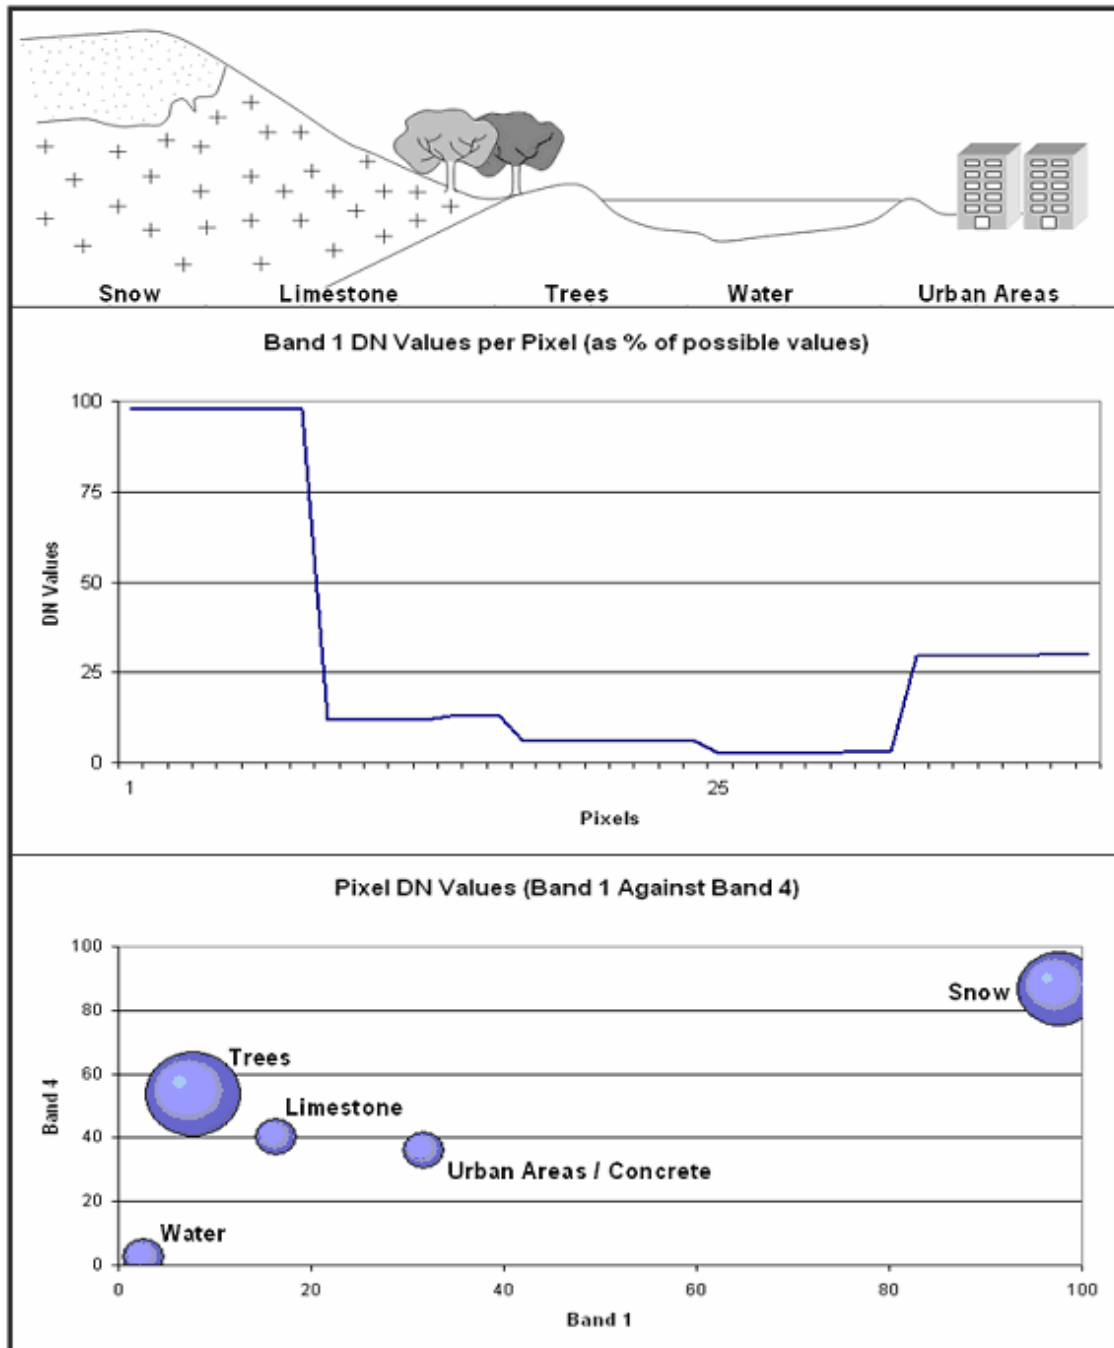 Snow Limestone Trees Water Urban Areas
Band 1 DN Values per Pixel (as % of possible values)
100
75
DN Values
50
25
0
1 25
Pixels
Pixel DN Values (Band 1 Against Band 4)
100
Snow
80
Trees
60
Band 4
Limestone
40
Urban Areas / Concrete
20
Water
0
0 20 40 60 80 100
Band 1